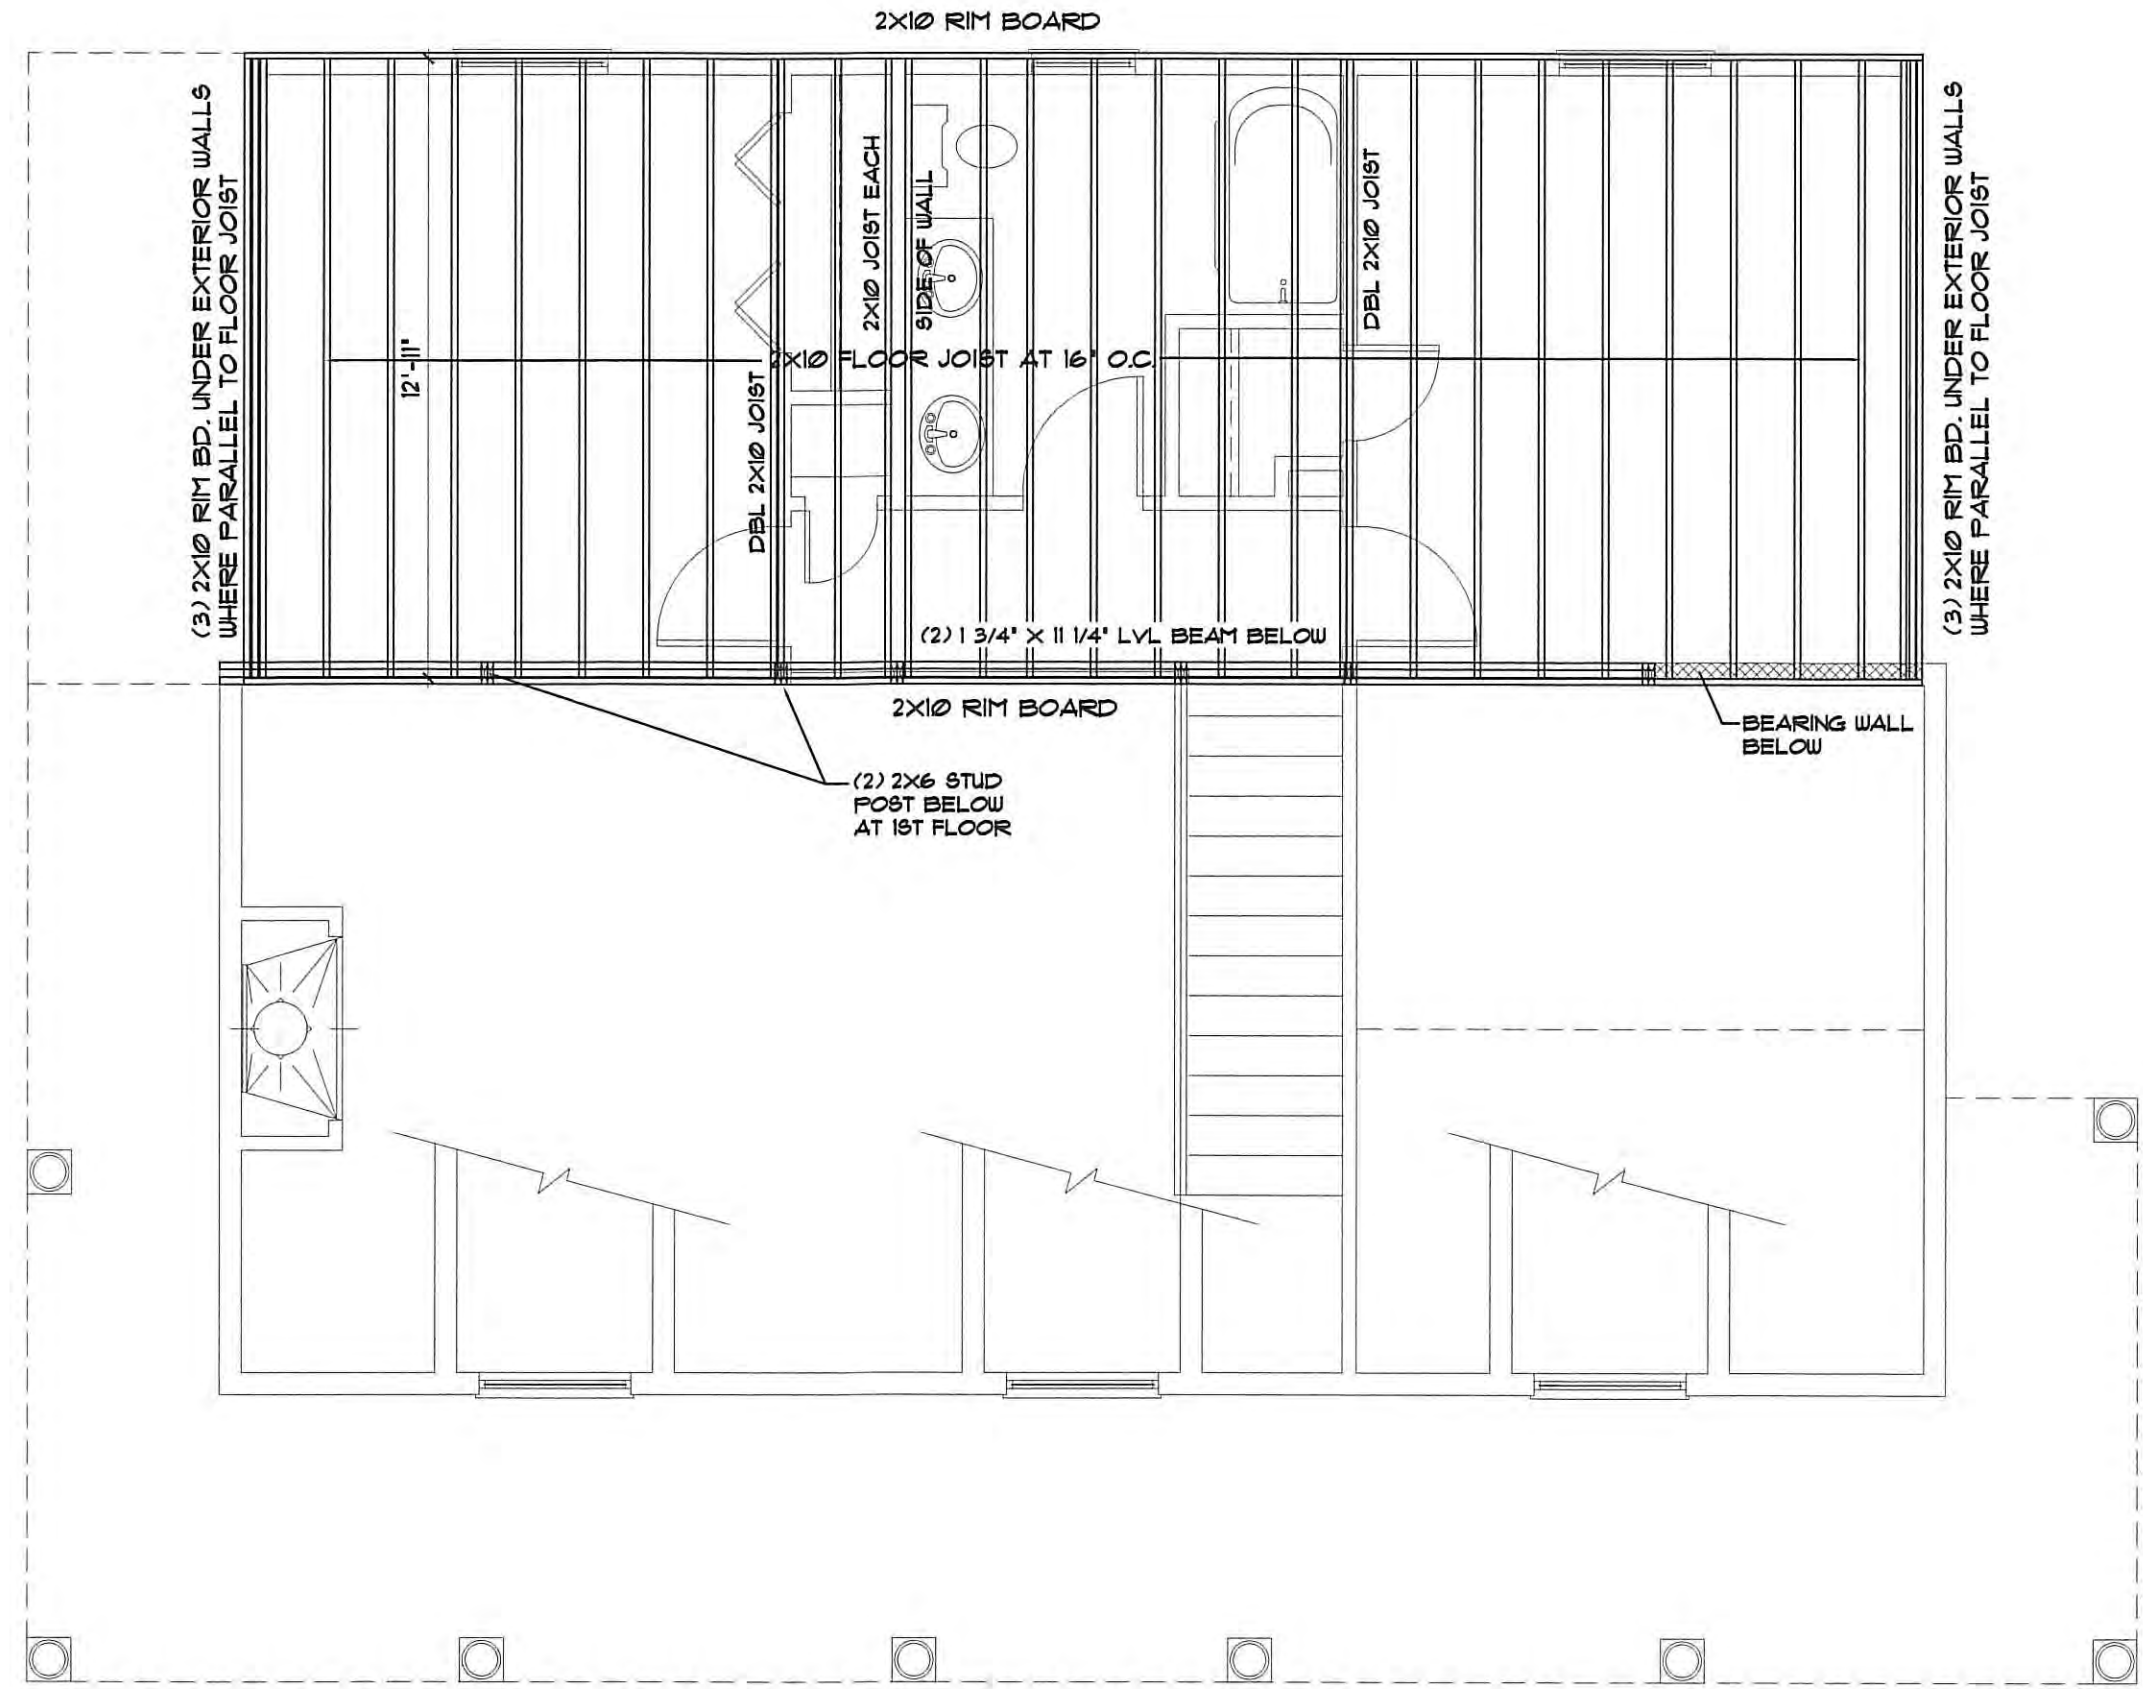 2X10 RIM BOARD
(3) 2X10 RIM BD. UNDER EXTERIOR WALLS
WHERE PARALLEL TO FLOOR JOIST
12'-11"
DBL 2X10 JOIST
2X10 JOIST EACH
SIDE OF WALL
2X10 FLOOR JOIST AT 16" O.C.
DBL 2X10 JOIST
(3) 2X10 RIM BD. UNDER EXTERIOR WALLS
WHERE PARALLEL TO FLOOR JOIST
(2) 1 3/4" X 11 1/4" LVL BEAM BELOW
2X10 RIM BOARD
BEARING WALL
BELOW
(2) 2X6 STUD
POST BELOW
AT 1ST FLOOR